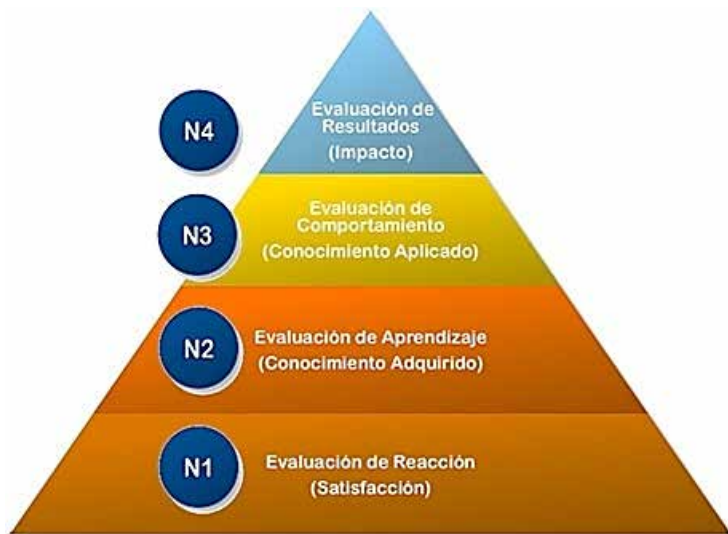 N4
Evaluación de
Resultados
(Impacto)
N3
Evaluación de
Comportamiento
(Conocimiento Aplicado)
N2
Evaluación de Aprendizaje
(Conocimiento Adquirido)
N1
Evaluación de Reacción
(Satisfacción)